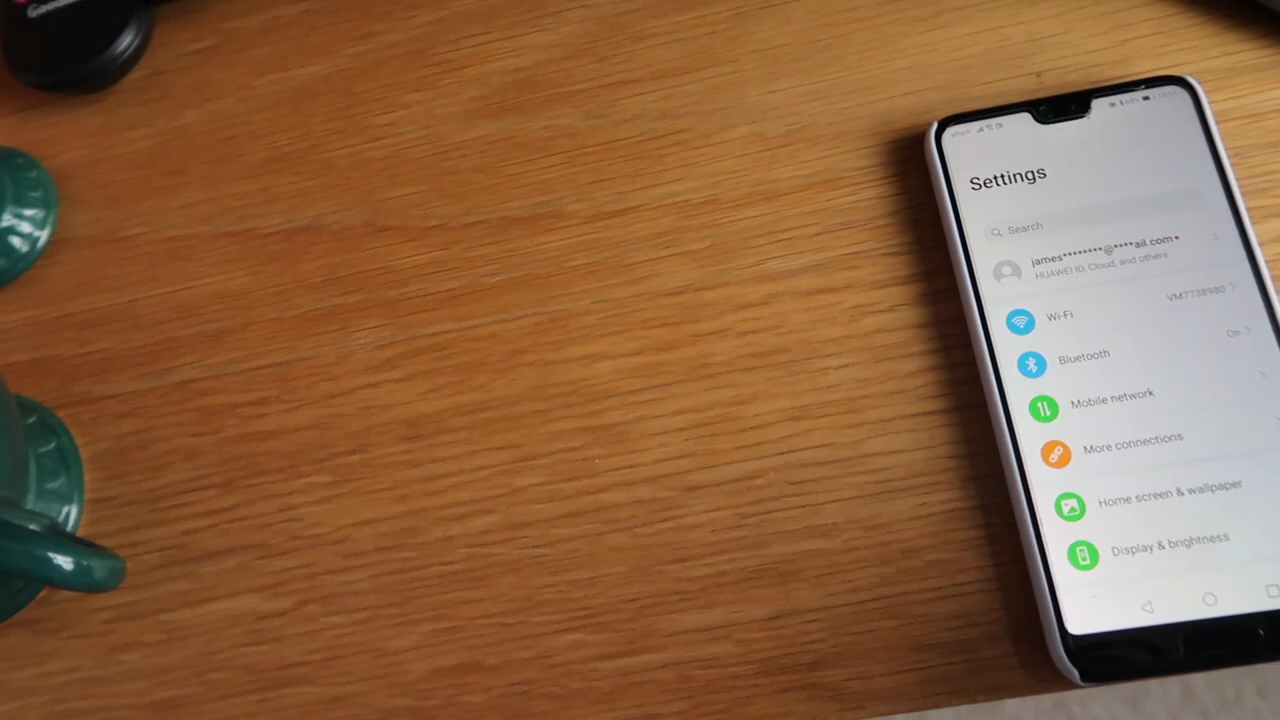 Settings
Search
james********@****ail.com
HUAWEI ID, Cloud, and others
Wi-Fi
VM7738980
Bluetooth
On
Mobile network
More connections
Home screen & wallpaper
Display & brightness